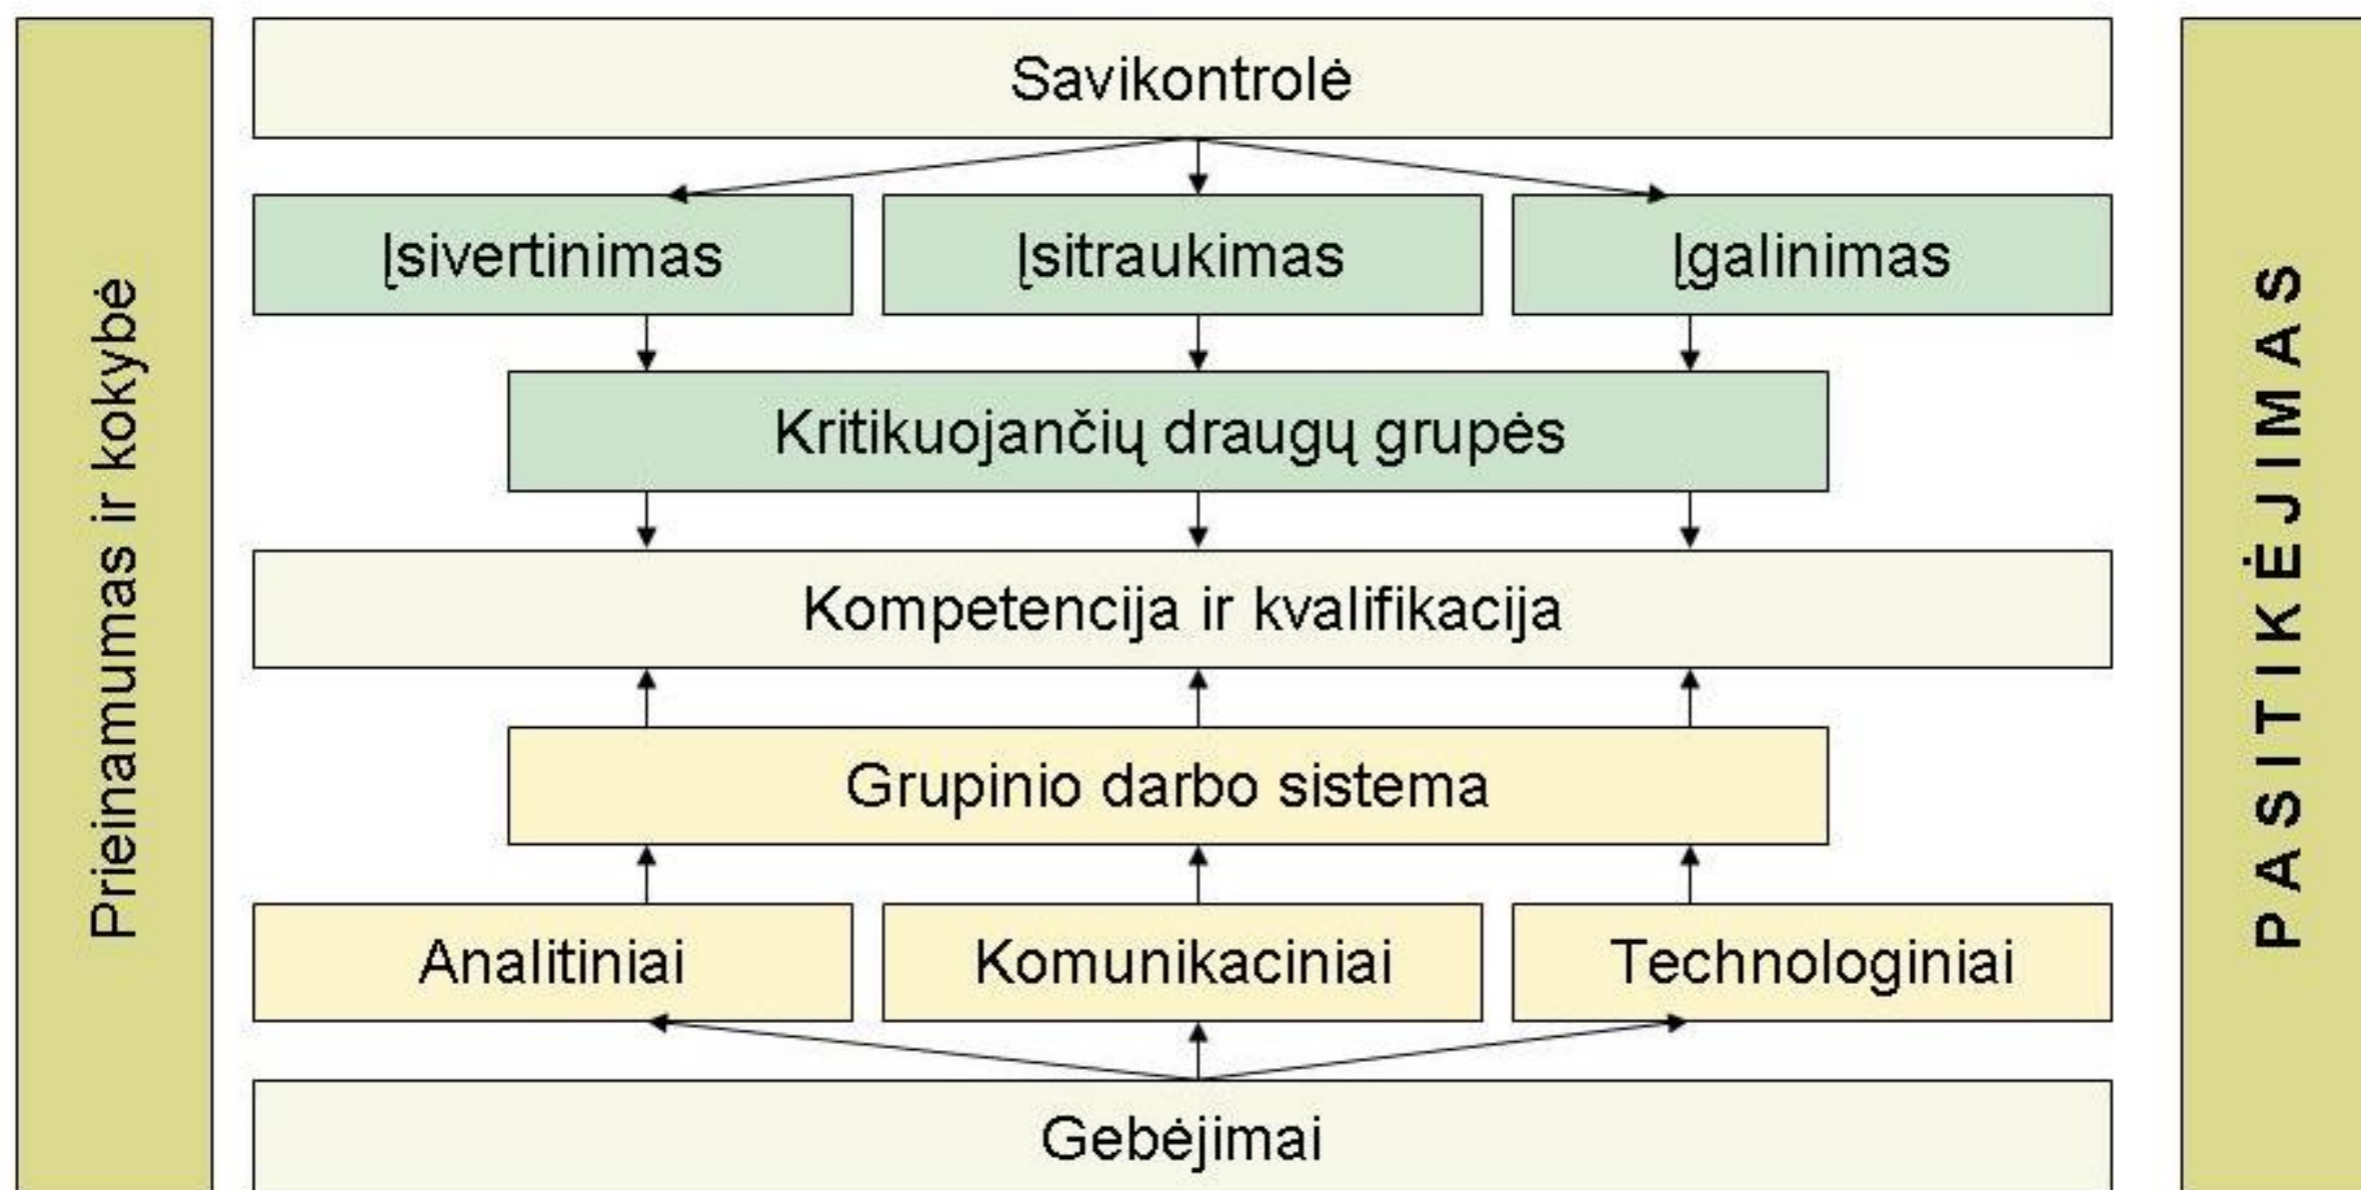 Prieinamumas ir kokybė
Savikontrolė
Įsivertinimas
Įsitraukimas
Įgalinimas
Kritikuojančių draugų grupės
Kompetencija ir kvalifikacija
Grupinio darbo sistema
Analitiniai
Komunikaciniai
Technologiniai
Gebėjimai
PASITIKĖJIMAS